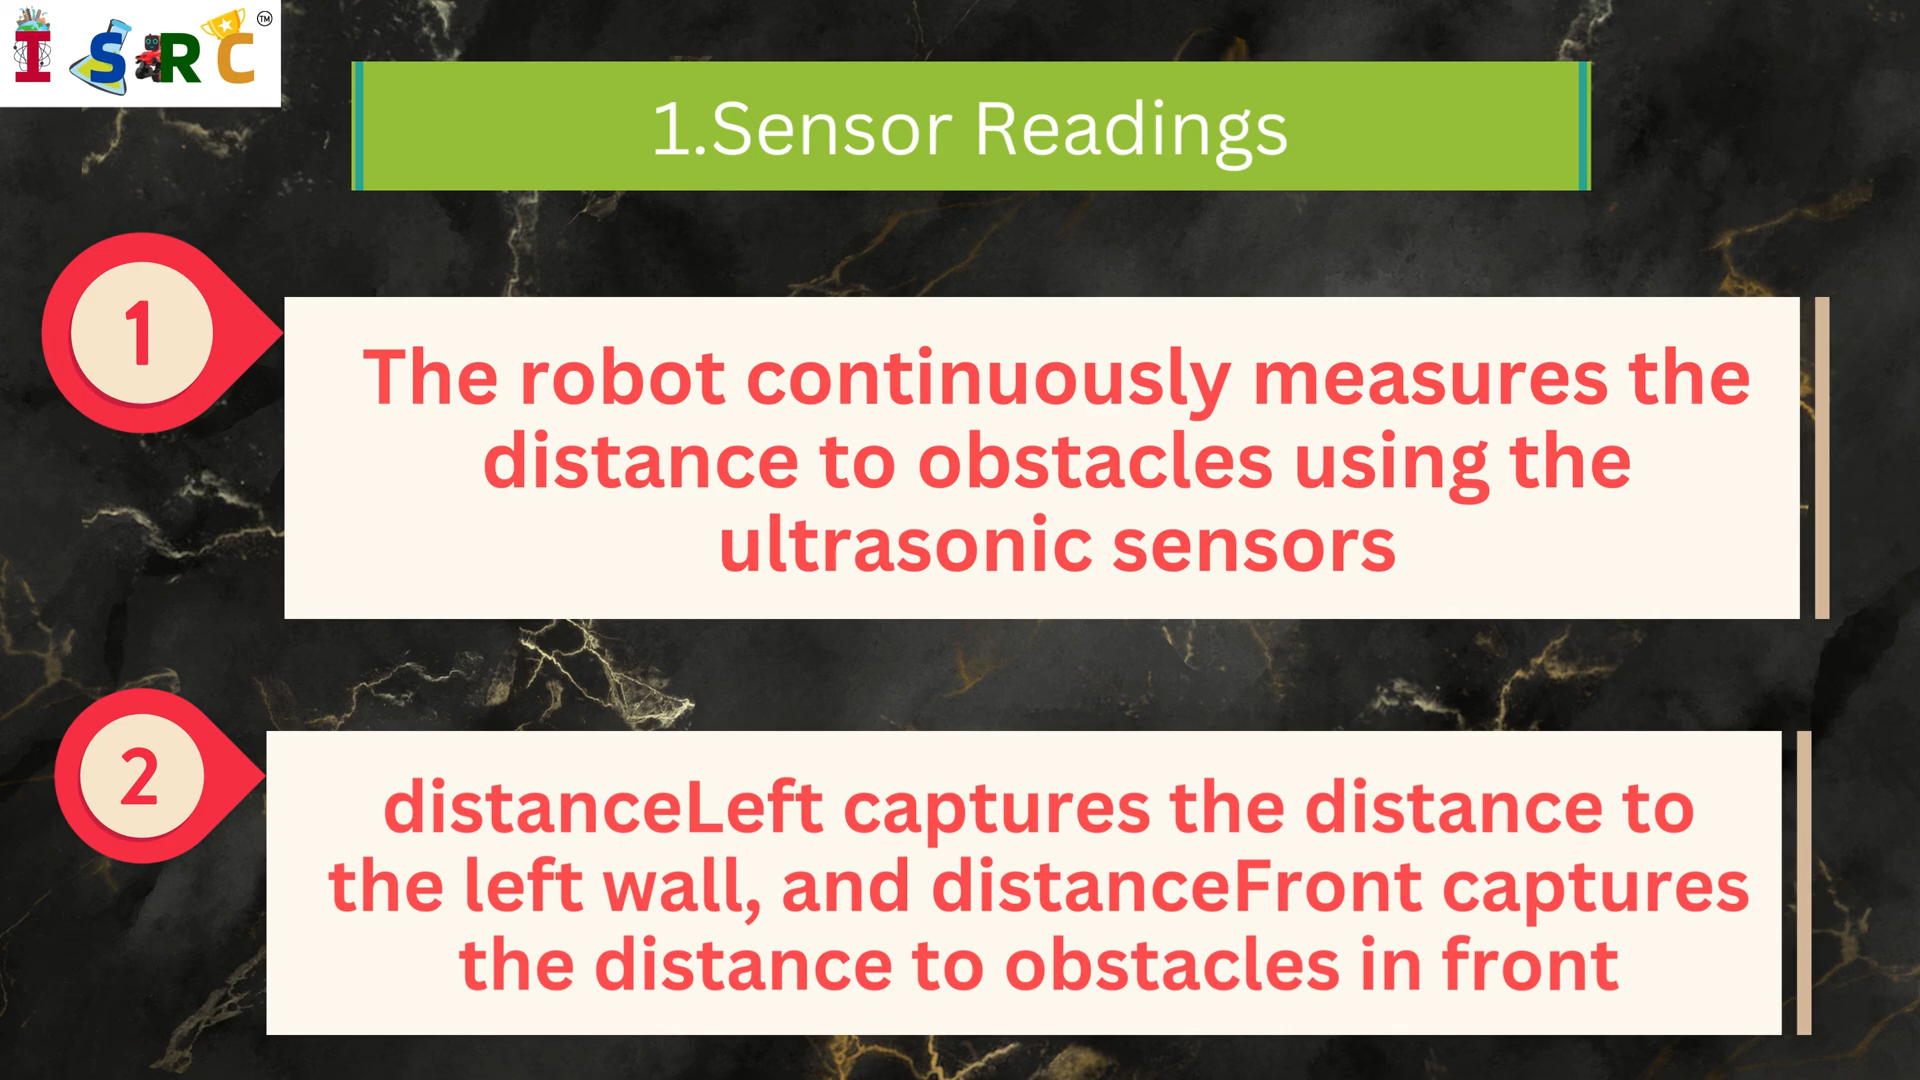 ISRC™
1.Sensor Readings
1
The robot continuously measures the
distance to obstacles using the
ultrasonic sensors
2
distanceLeft captures the distance to
the left wall, and distanceFront captures
the distance to obstacles in front